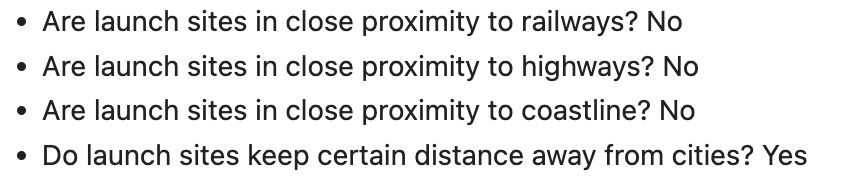 • Are launch sites in close proximity to railways? No
• Are launch sites in close proximity to highways? No
• Are launch sites in close proximity to coastline? No
• Do launch sites keep certain distance away from cities? Yes